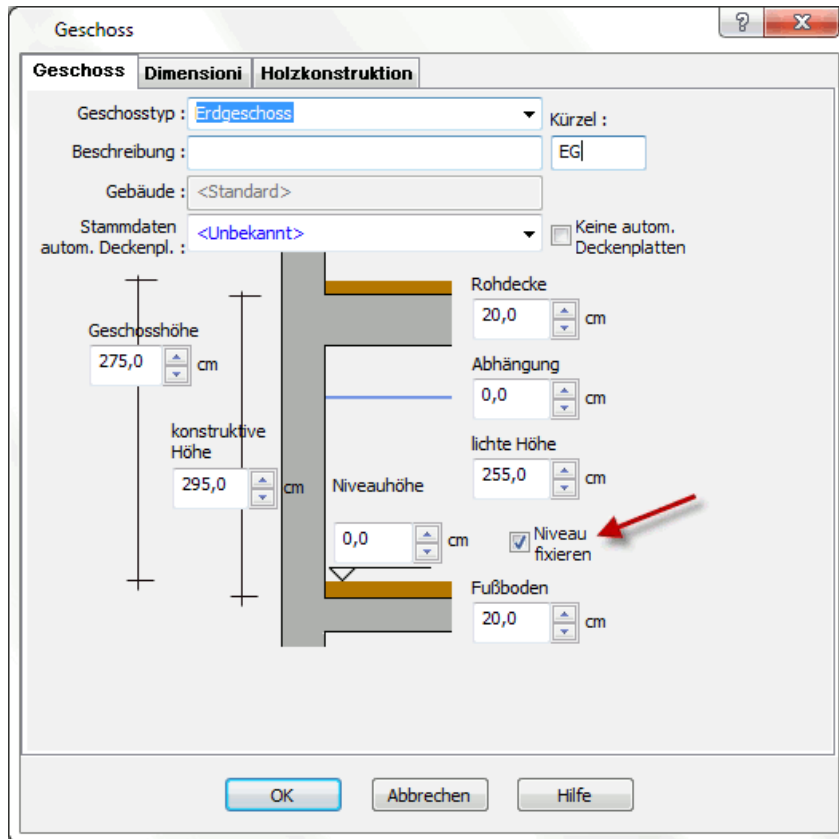 Geschoss
Geschoss Dimensioni Holzkonstruktion
Geschosstyp : Erdgeschoss
Kürzel :
Beschreibung : EG
Gebäude : <Standard>
Stammdaten
autom. Deckenpl. : <Unbekannt>
Keine autom.
Deckenplatten
Rohdecke
20,0 cm
Geschosshöhe
275,0 cm
Abhängung
0,0 cm
konstruktive
Höhe
295,0 cm
lichte Höhe
255,0 cm
Niveauhöhe
0,0 cm
Niveau
fixieren
Fußboden
20,0 cm
OK Abbrechen Hilfe